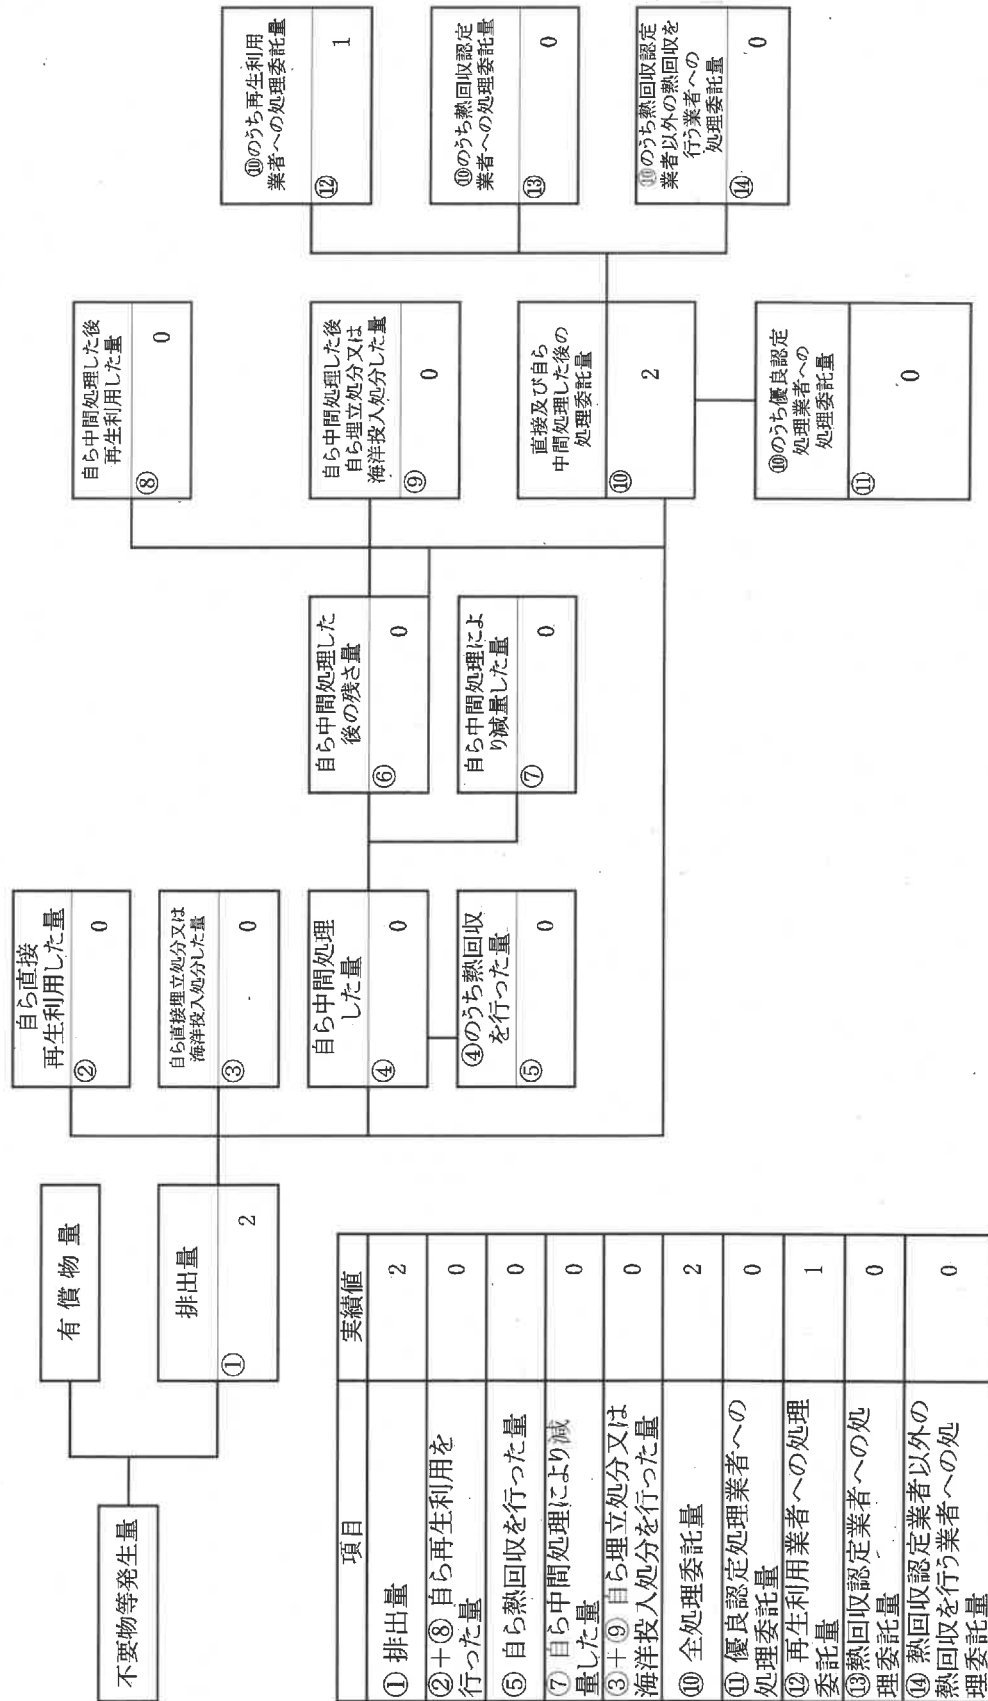 不要物等発生量
有償物量
排出量
①
2
自ら直接
再生利用した量
②
0
自ら直接埋立処分又は
海洋投入処分した量
③
0
自ら中間処理
した量
④
0
④のうち熱回収
を行った量
⑤
0
自ら中間処理した
後の残さ量
⑥
0
自ら中間処理によ
り減量した量
⑦
0
自ら中間処理した後
再生利用した量
⑧
0
自ら中間処理した後
自ら埋立処分又は
海洋投入処分した量
⑨
0
直接及び自ら
中間処理した後の
処理委託量
⑩
2
⑩のうち優良認定
処理業者への
処理委託量
⑪
0
⑩のうち再生利用
業者への処理委託量
⑫
1
⑩のうち熱回収認定
業者への処理委託量
⑬
0
⑩のうち熱回収認定
業者以外の熱回収を
行う業者への
処理委託量
⑭
0
項目 実績値
① 排出量 2
②+⑧ 自ら再生利用を
行った量 0
⑤ 自ら熱回収を行った量 0
⑦ 自ら中間処理により減
量した量 0
③+⑨ 自ら埋立処分又は
海洋投入処分を行った量 0
⑩ 全処理委託量 2
⑪ 優良認定処理業者への
処理委託量 0
⑫ 再生利用業者への処理
委託量 1
⑬熱回収認定業者への処
理委託量 0
⑭ 熱回収認定業者以外の
熱回収を行う業者への処
理委託量 0